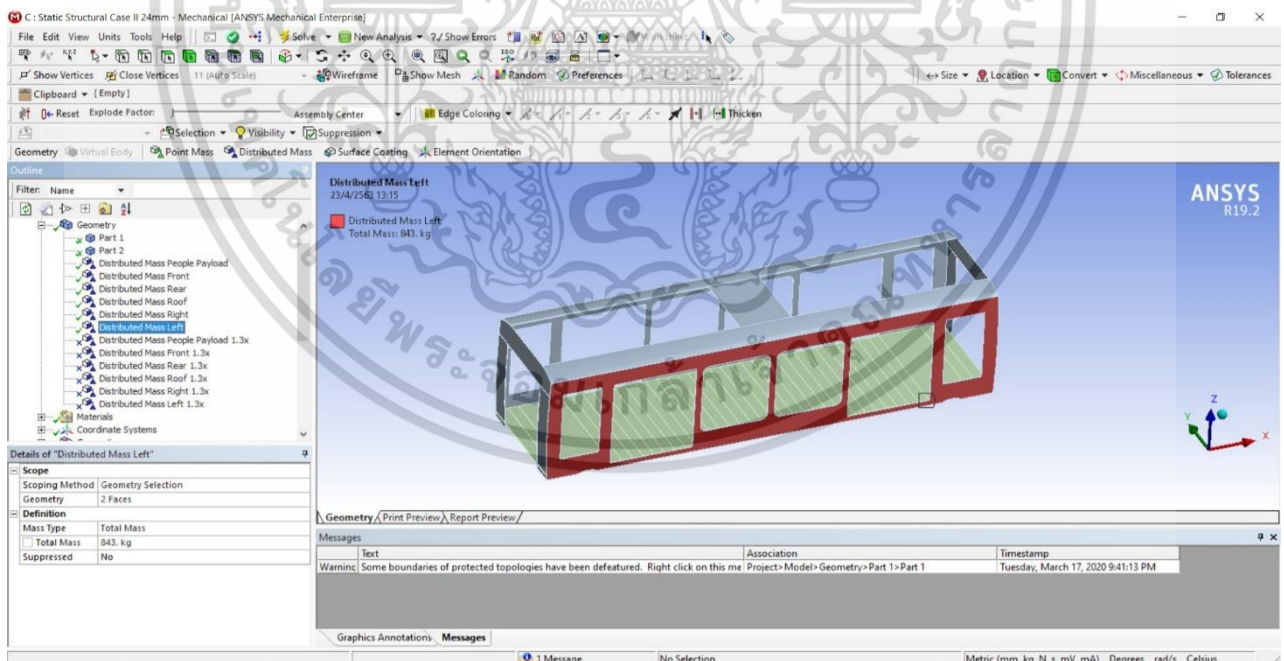 C : Static Structural Case II 24mm - Mechanical [ANSYS Mechanical Enterprise]
File Edit View Units Tools Help Solve New Analysis ?/ Show Errors Worksheet
Show Vertices Close Vertices 11 (Auto Scale) Wireframe Show Mesh Random Preferences Size Location Convert Miscellaneous Tolerances
Clipboard [Empty]
Reset Explode Factor: Assembly Center Edge Coloring Thicken
Selection Visibility Suppression
Geometry Virtual Body Point Mass Distributed Mass Surface Coating Element Orientation
Outline
Filter: Name
Geometry
Part 1
Part 2
Distributed Mass People Payload
Distributed Mass Front
Distributed Mass Rear
Distributed Mass Roof
Distributed Mass Right
Distributed Mass Left
Distributed Mass People Payload 1.3x
Distributed Mass Front 1.3x
Distributed Mass Rear 1.3x
Distributed Mass Roof 1.3x
Distributed Mass Right 1.3x
Distributed Mass Left 1.3x
Materials
Coordinate Systems
Details of "Distributed Mass Left"
Scope
Scoping Method Geometry Selection
Geometry 2 Faces
Definition
Mass Type Total Mass
Total Mass 843. kg
Suppressed No
Distributed Mass Left
23/4/2563 13:15
Distributed Mass Left
Total Mass: 843. kg
ANSYS
R19.2
Z
Y
X
Geometry Print Preview Report Preview
Messages
Text Association Timestamp
Warning Some boundaries of protected topologies have been defeatured. Right click on this me Project>Model>Geometry>Part 1>Part 1 Tuesday, March 17, 2020 9:41:13 PM
Graphics Annotations Messages
1 Message No Selection Metric (mm, kg, N, s, mV, mA) Degrees rad/s Celsius